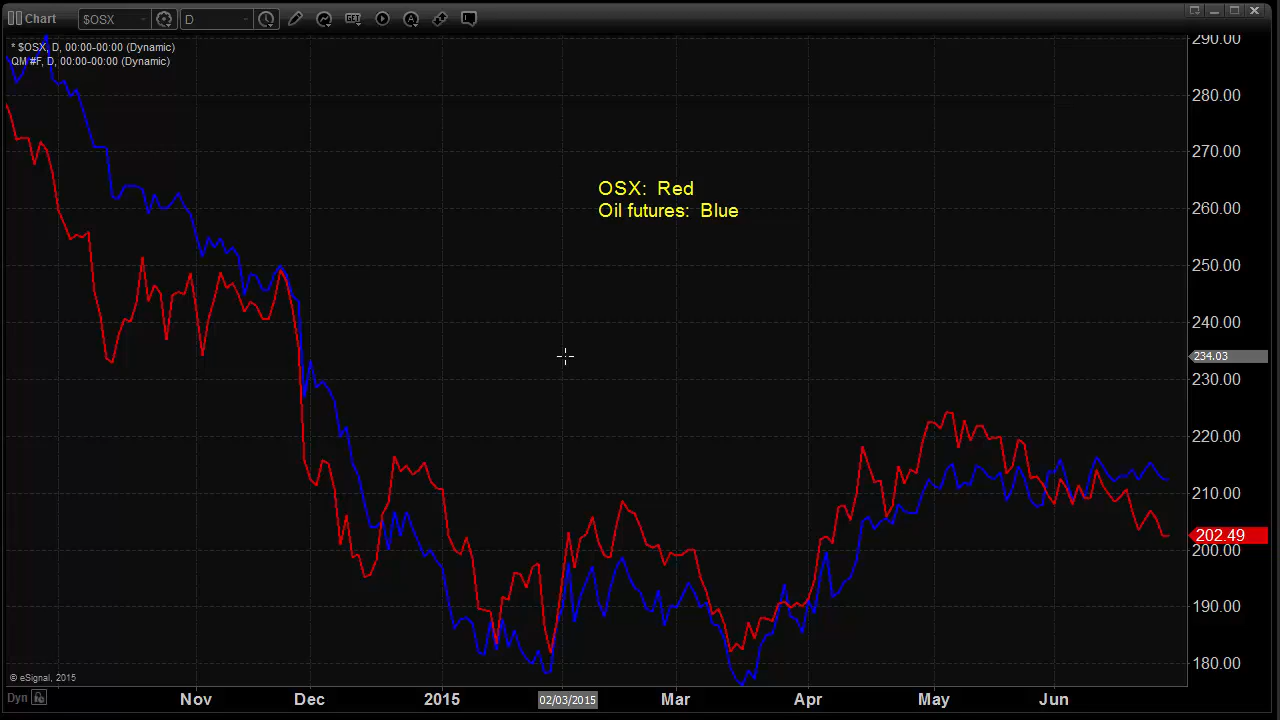 Chart $OSX D GET A
* $OSX, D, 00:00-00:00 (Dynamic)
QM #F, D, 00:00-00:00 (Dynamic)
OSX: Red
Oil futures: Blue
290.00
280.00
270.00
260.00
250.00
240.00
234.03
230.00
220.00
210.00
202.49
200.00
190.00
180.00
© eSignal, 2015
Dyn Nov Dec 2015 02/03/2015 Mar Apr May Jun